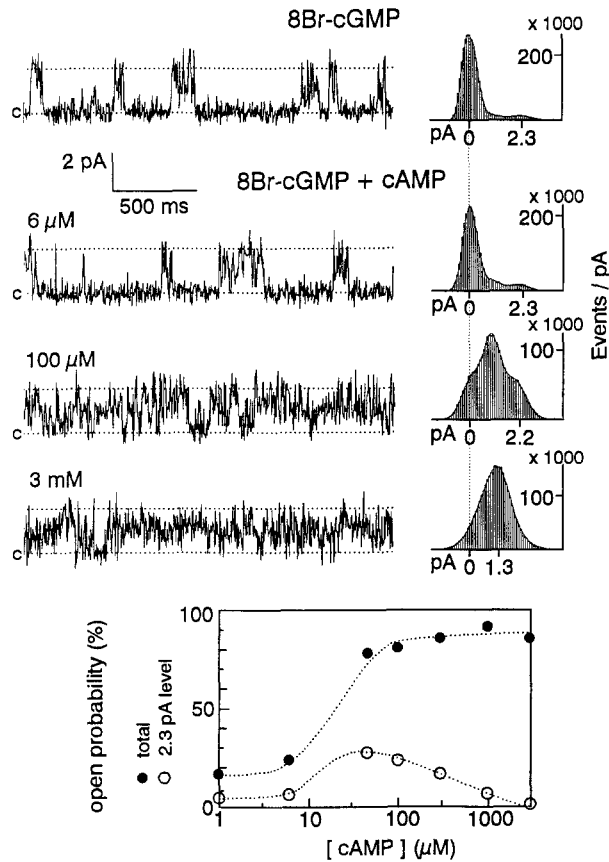 8Br-cGMP
x 1000
200
c
pA 0 2.3
2 pA
500 ms
8Br-cGMP + cAMP
6 µM
x 1000
200
c
pA 0 2.3
Events / pA
100 µM
x 1000
100
c
pA 0 2.2
3 mM
x 1000
100
c
pA 0 1.3
open probability (%)
● total
○ 2.3 pA level
100
50
0
1 10 100 1000
[ cAMP ] (µM)